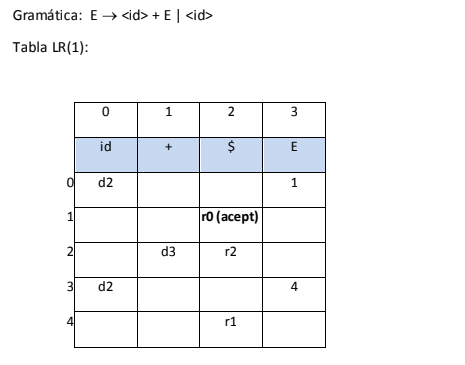 Gramática: E → <id> + E | <id>
Tabla LR(1):
0 1 2 3
id + $ E
0 d2 1
1 r0 (acept)
2 d3 r2
3 d2 4
4 r1